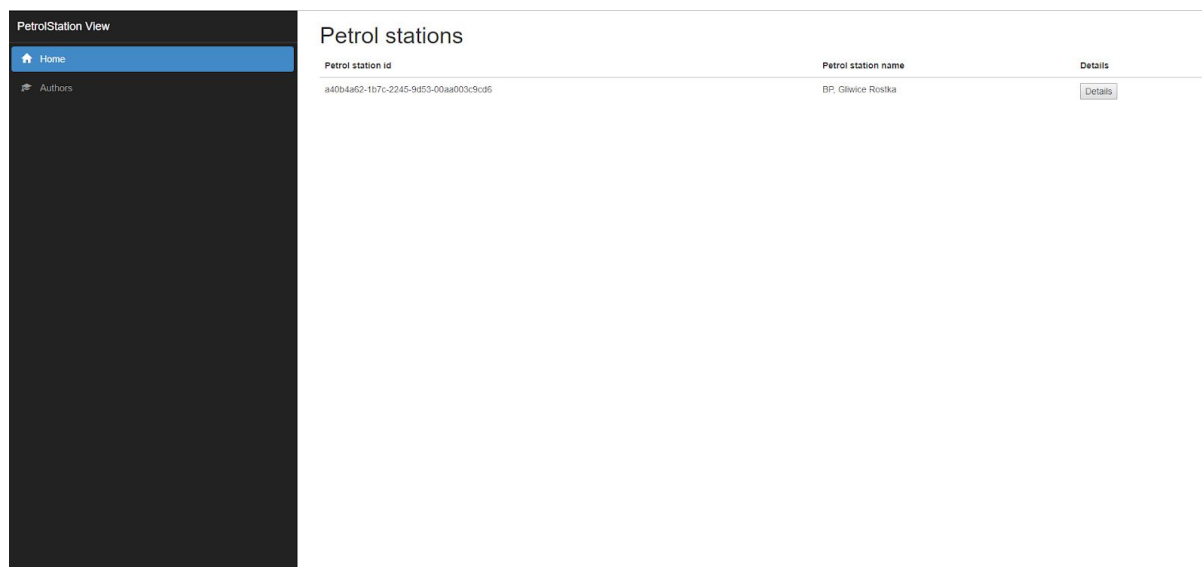 PetrolStation View
Home
Authors
Petrol stations
Petrol station id Petrol station name Details
a40b4a62-1b7c-2245-9d53-00aa003c9cd6 BP, Gliwice Rostka Details